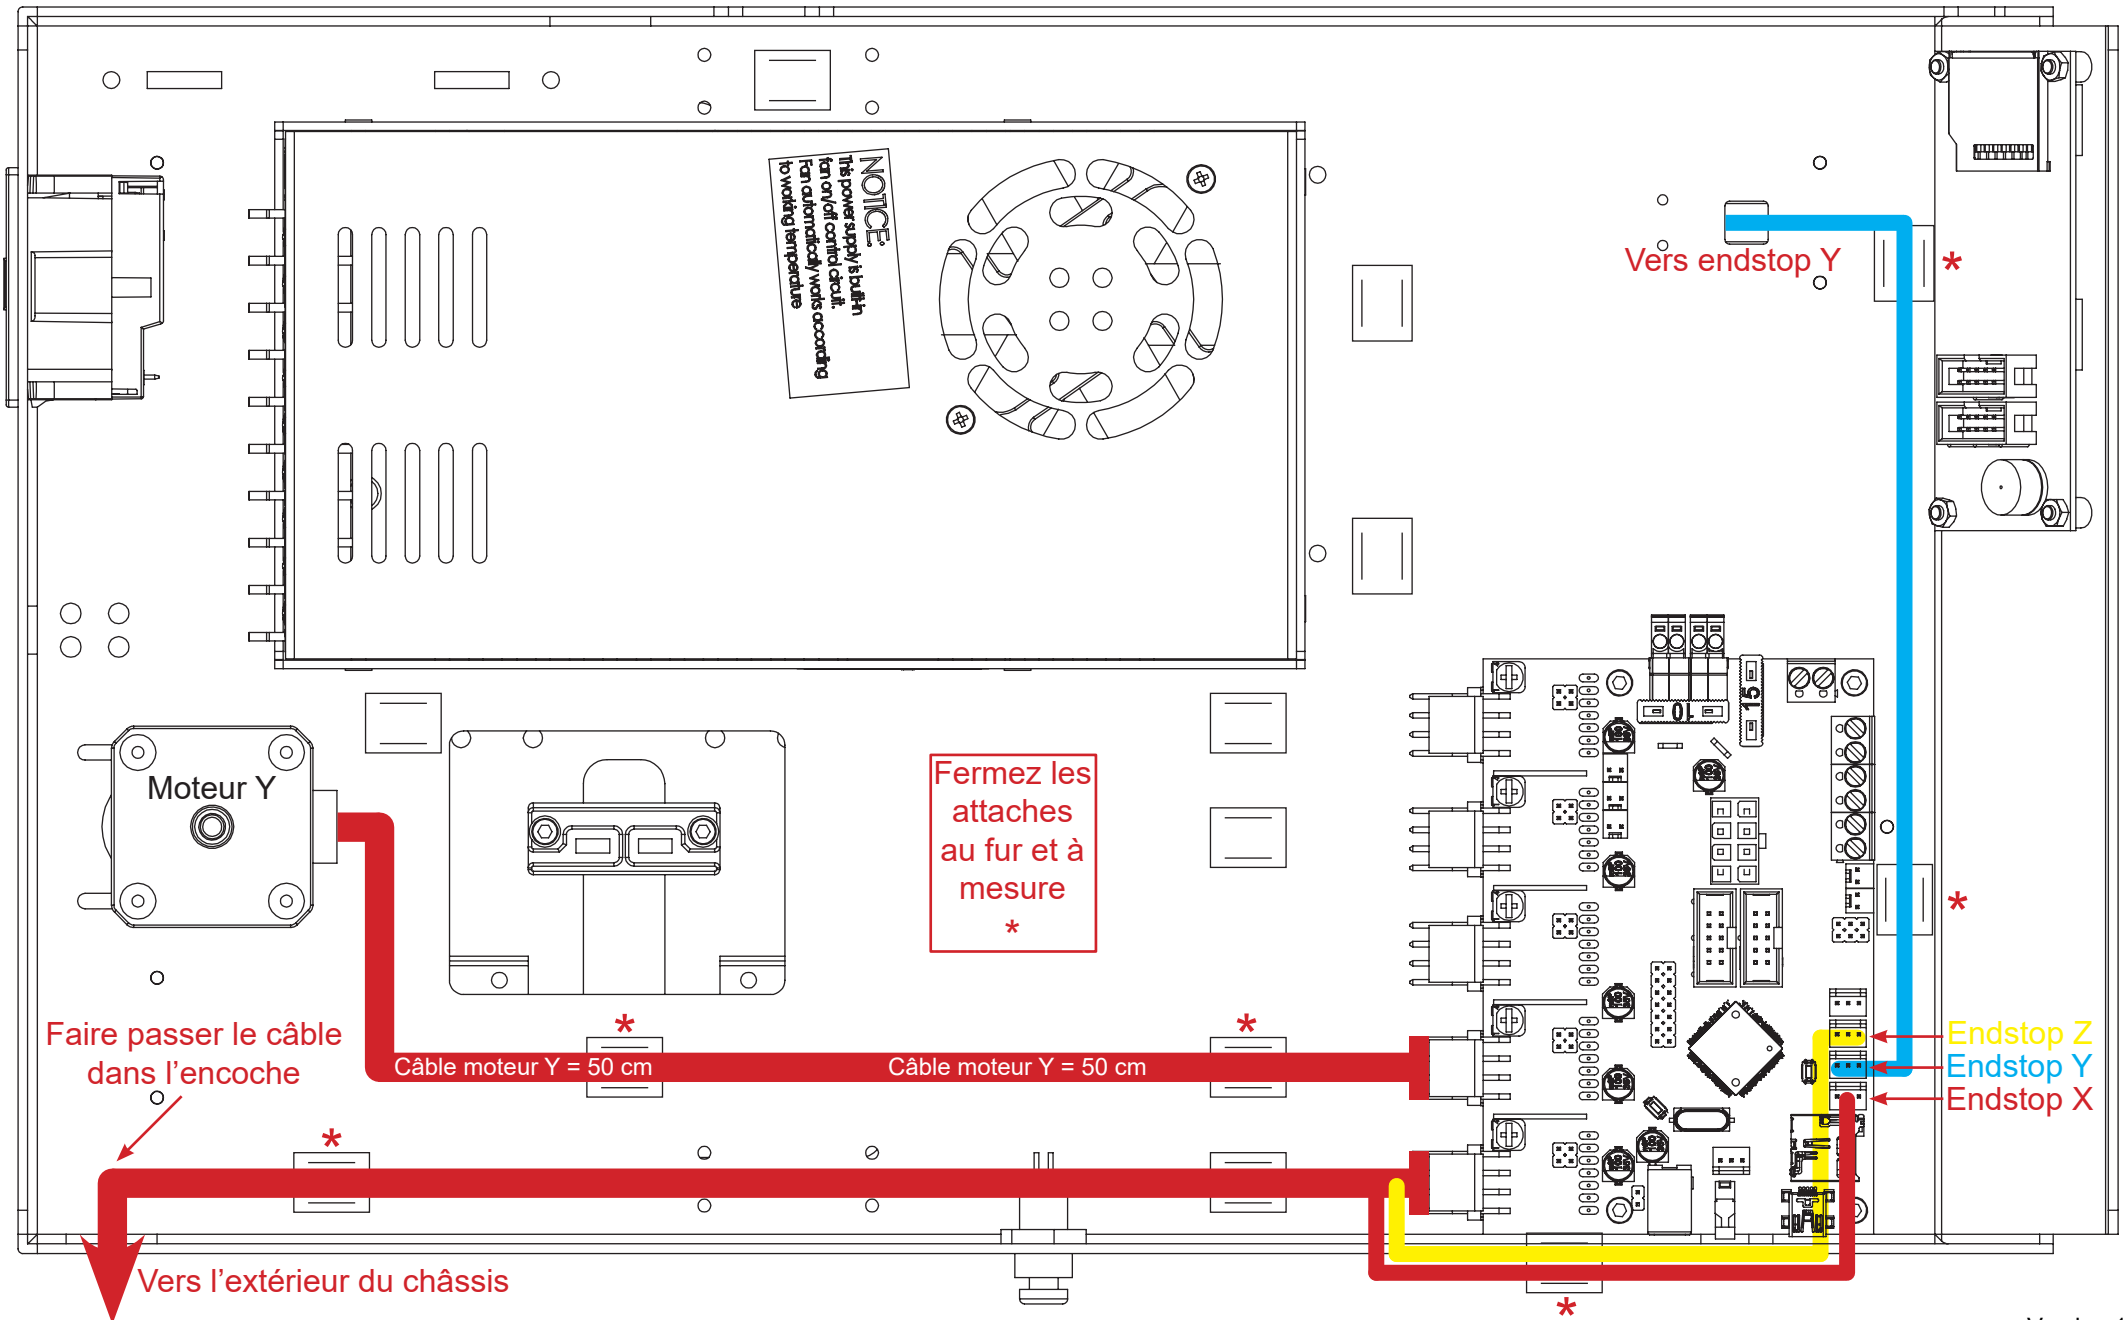 NOTICE:
This power supply is built-in
fan on/off control circuit.
Fan automatically works according
to working temperature
Vers endstop Y
*
15
10
Moteur Y
Fermez les
attaches
au fur et à
mesure
*
*
Faire passer le câble
dans l'encoche
*
*
Câble moteur Y = 50 cm
Câble moteur Y = 50 cm
Endstop Z
Endstop Y
Endstop X
*
Vers l'extérieur du châssis
*